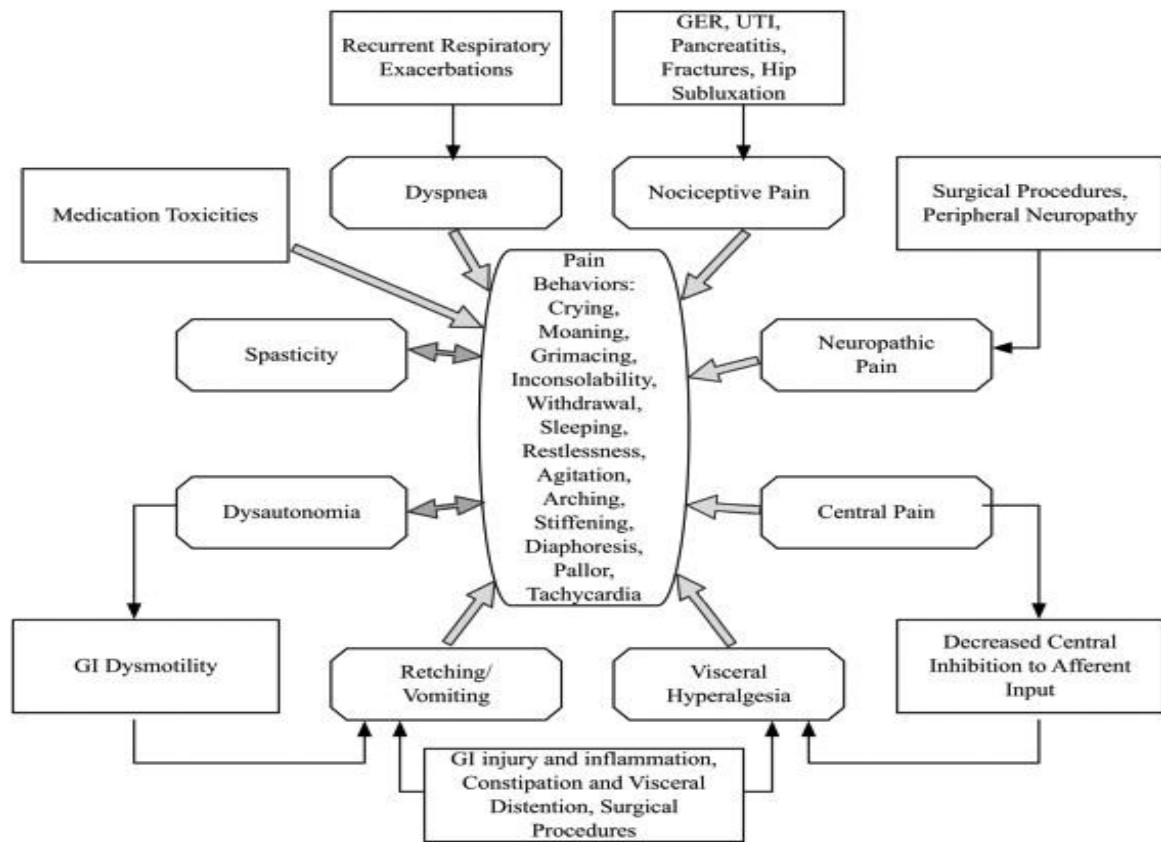 Recurrent Respiratory
Exacerbations
GER, UTI,
Pancreatitis,
Fractures, Hip
Subluxation
Dyspnea
Nociceptive Pain
Medication Toxicities
Surgical Procedures,
Peripheral Neuropathy
Pain
Behaviors:
Crying,
Moaning,
Grimacing,
Inconsolability,
Withdrawal,
Sleeping,
Restlessness,
Agitation,
Arching,
Stiffening,
Diaphoresis,
Pallor,
Tachycardia
Spasticity
Neuropathic
Pain
Dysautonomia
Central Pain
GI Dysmotility
Retching/
Vomiting
Visceral
Hyperalgesia
Decreased Central
Inhibition to Afferent
Input
GI injury and inflammation,
Constipation and Visceral
Distention, Surgical
Procedures